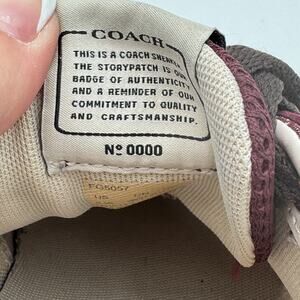 COACH
THIS IS A COACH SNEAKER
THE STORYPATCH IS OUR
BADGE OF AUTHENTICITY
AND A REMINDER OF OUR
COMMITMENT TO QUALITY
AND CRAFTSMANSHIP.
Nº 0000
FG5057
US